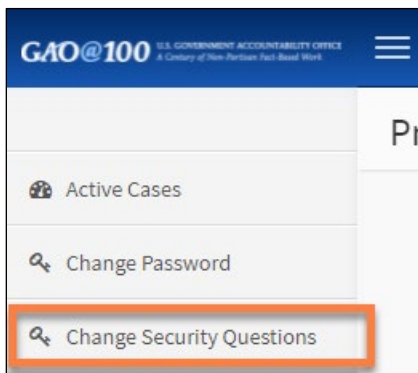 GAO@100 U.S. GOVERNMENT ACCOUNTABILITY OFFICE
A Century of Non-Partisan Fact-Based Work
Pr
Active Cases
Change Password
Change Security Questions